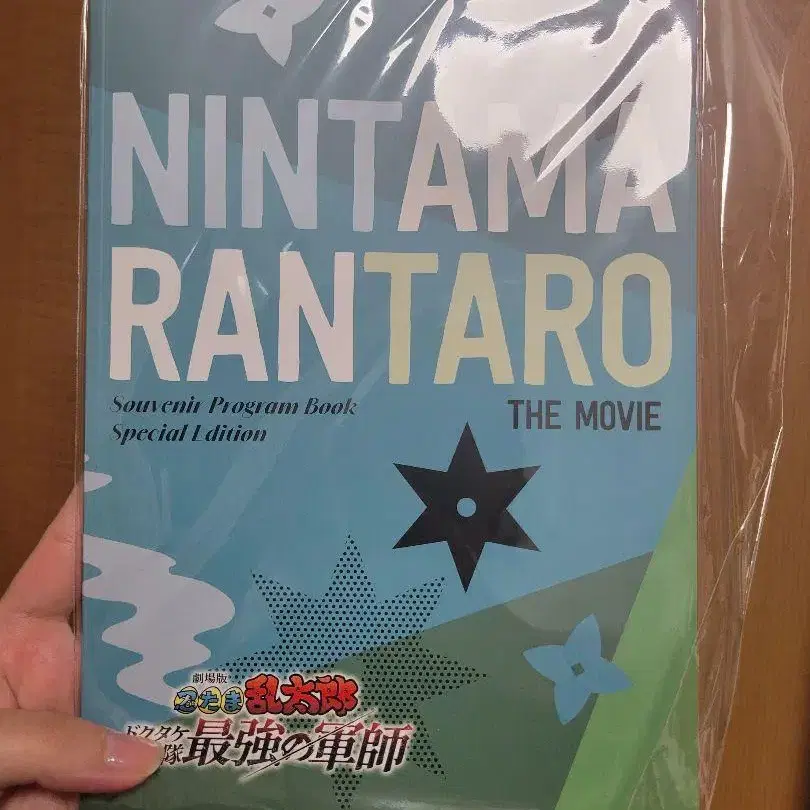 NINTAMA
RANTARO
Souvenir Program Book
Special Edition
THE MOVIE
劇場版
忍たま乱太郎
ドクタケ
隊最強の軍師